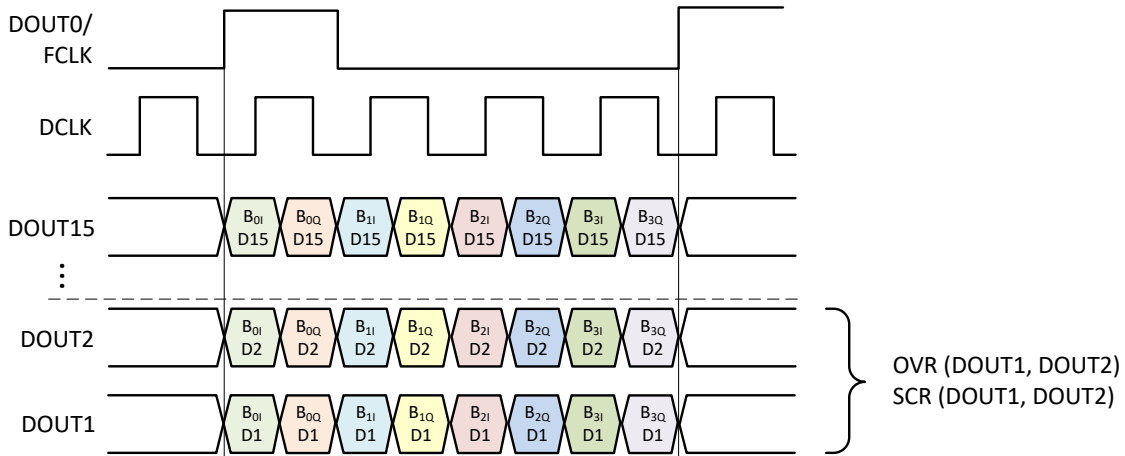 DOUT0/
FCLK
DCLK
DOUT15
B0I B0Q B1I B1Q B2I B2Q B3I B3Q
D15 D15 D15 D15 D15 D15 D15 D15
⋮
DOUT2
B0I B0Q B1I B1Q B2I B2Q B3I B3Q
D2 D2 D2 D2 D2 D2 D2 D2
OVR (DOUT1, DOUT2)
SCR (DOUT1, DOUT2)
DOUT1
B0I B0Q B1I B1Q B2I B2Q B3I B3Q
D1 D1 D1 D1 D1 D1 D1 D1